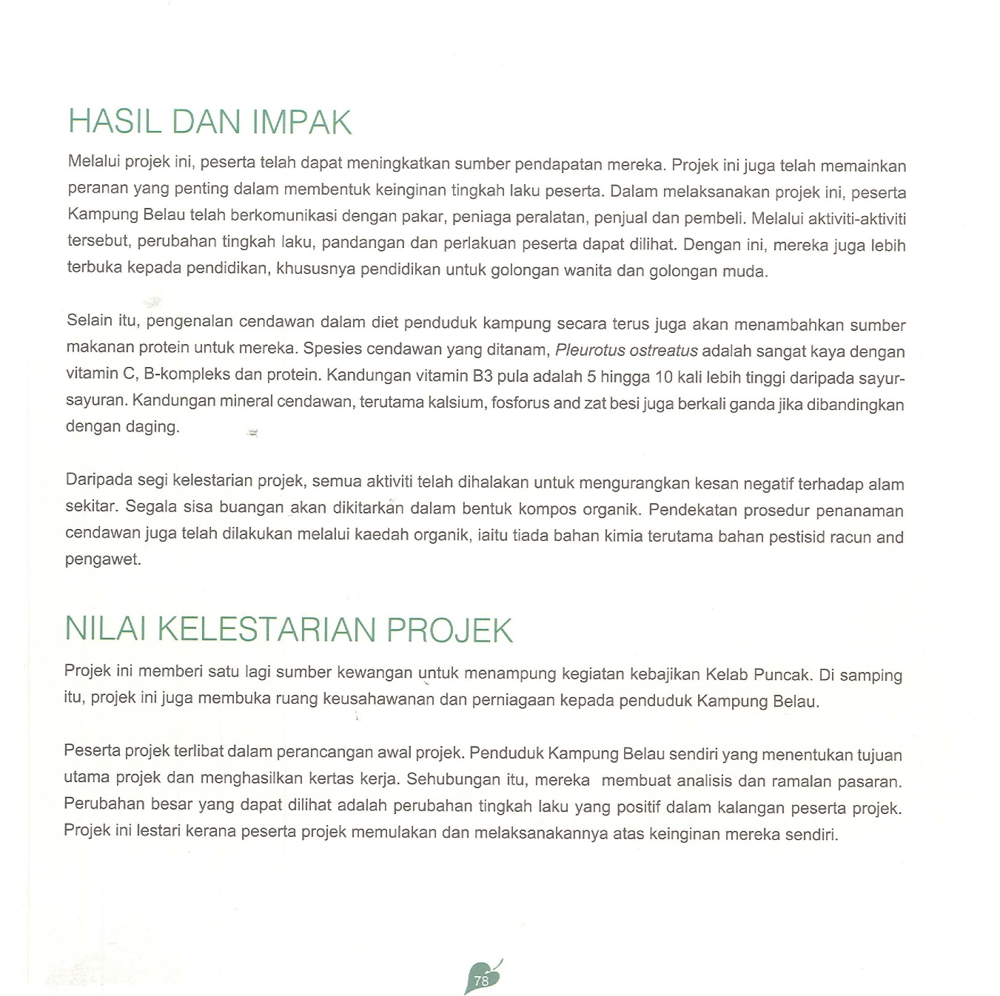 HASIL DAN IMPAK
Melalui projek ini, peserta telah dapat meningkatkan sumber pendapatan mereka. Projek ini juga telah memainkan
peranan yang penting dalam membentuk keinginan tingkah laku peserta. Dalam melaksanakan projek ini, peserta
Kampung Belau telah berkomunikasi dengan pakar, peniaga peralatan, penjual dan pembeli. Melalui aktiviti-aktiviti
tersebut, perubahan tingkah laku, pandangan dan perlakuan peserta dapat dilihat. Dengan ini, mereka juga lebih
terbuka kepada pendidikan, khususnya pendidikan untuk golongan wanita dan golongan muda.
Selain itu, pengenalan cendawan dalam diet penduduk kampung secara terus juga akan menambahkan sumber
makanan protein untuk mereka. Spesies cendawan yang ditanam, Pleurotus ostreatus adalah sangat kaya dengan
vitamin C, B-kompleks dan protein. Kandungan vitamin B3 pula adalah 5 hingga 10 kali lebih tinggi daripada sayur-
sayuran. Kandungan mineral cendawan, terutama kalsium, fosforus and zat besi juga berkali ganda jika dibandingkan
dengan daging.
Daripada segi kelestarian projek, semua aktiviti telah dihalakan untuk mengurangkan kesan negatif terhadap alam
sekitar. Segala sisa buangan akan dikitarkan dalam bentuk kompos organik. Pendekatan prosedur penanaman
cendawan juga telah dilakukan melalui kaedah organik, iaitu tiada bahan kimia terutama bahan pestisid racun and
pengawet.
NILAI KELESTARIAN PROJEK
Projek ini memberi satu lagi sumber kewangan untuk menampung kegiatan kebajikan Kelab Puncak. Di samping
itu, projek ini juga membuka ruang keusahawanan dan perniagaan kepada penduduk Kampung Belau.
Peserta projek terlibat dalam perancangan awal projek. Penduduk Kampung Belau sendiri yang menentukan tujuan
utama projek dan menghasilkan kertas kerja. Sehubungan itu, mereka membuat analisis dan ramalan pasaran.
Perubahan besar yang dapat dilihat adalah perubahan tingkah laku yang positif dalam kalangan peserta projek.
Projek ini lestari kerana peserta projek memulakan dan melaksanakannya atas keinginan mereka sendiri.
78